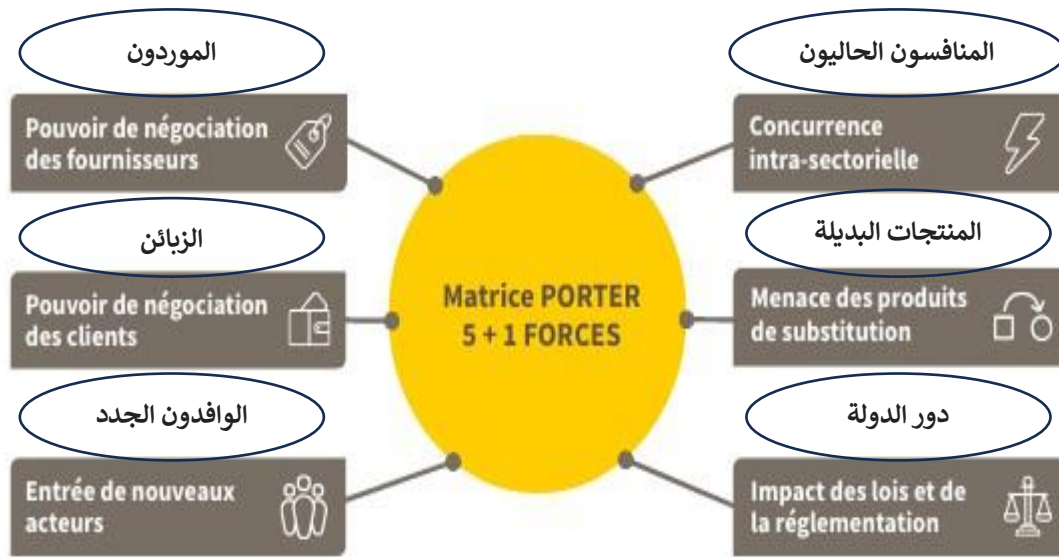 الموردون
Pouvoir de négociation
des fournisseurs
الزبائن
Pouvoir de négociation
des clients
الوافدون الجدد
Entrée de nouveaux
acteurs
Matrice PORTER
5 + 1 FORCES
المنافسون الحاليون
Concurrence
intra-sectorielle
المنتجات البديلة
Menace des produits
de substitution
دور الدولة
Impact des lois et de
la réglementation